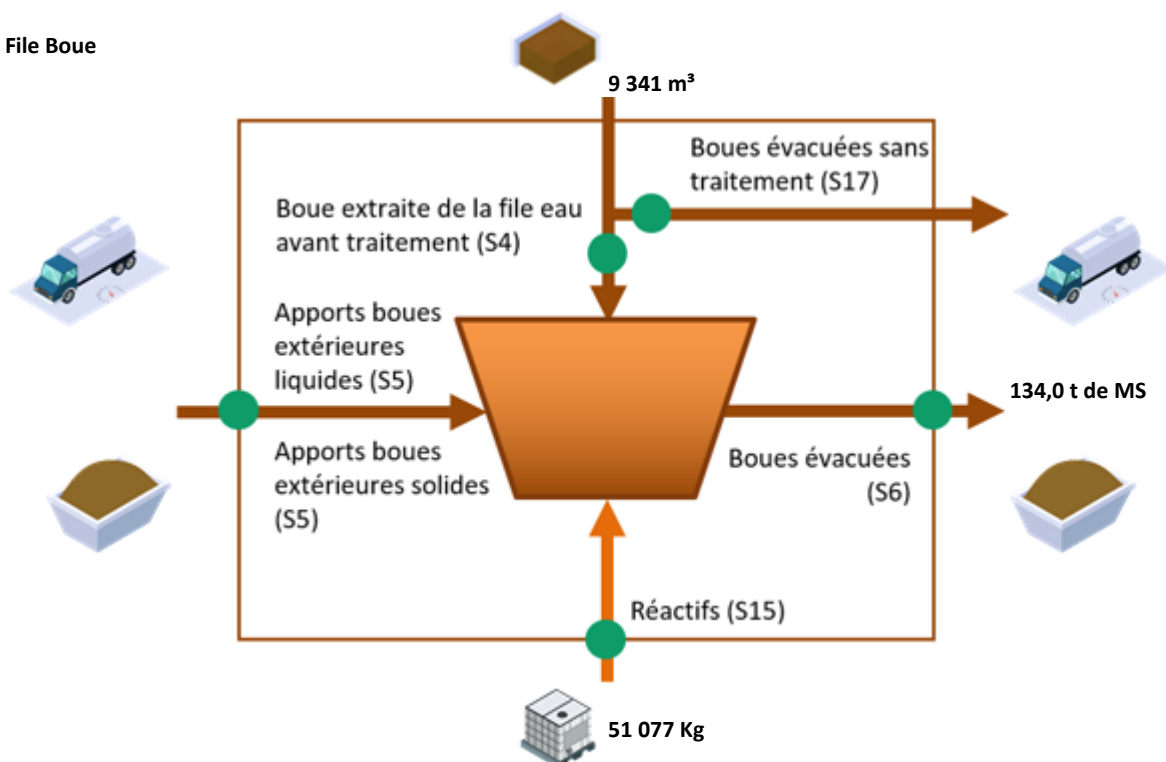 File Boue
9 341 m³
Boues évacuées sans
traitement (S17)
Boue extraite de la file eau
avant traitement (S4)
Apports boues
extérieures
liquides (S5)
134,0 t de MS
Apports boues
extérieures solides
(S5)
Boues évacuées
(S6)
Réactifs (S15)
51 077 Kg